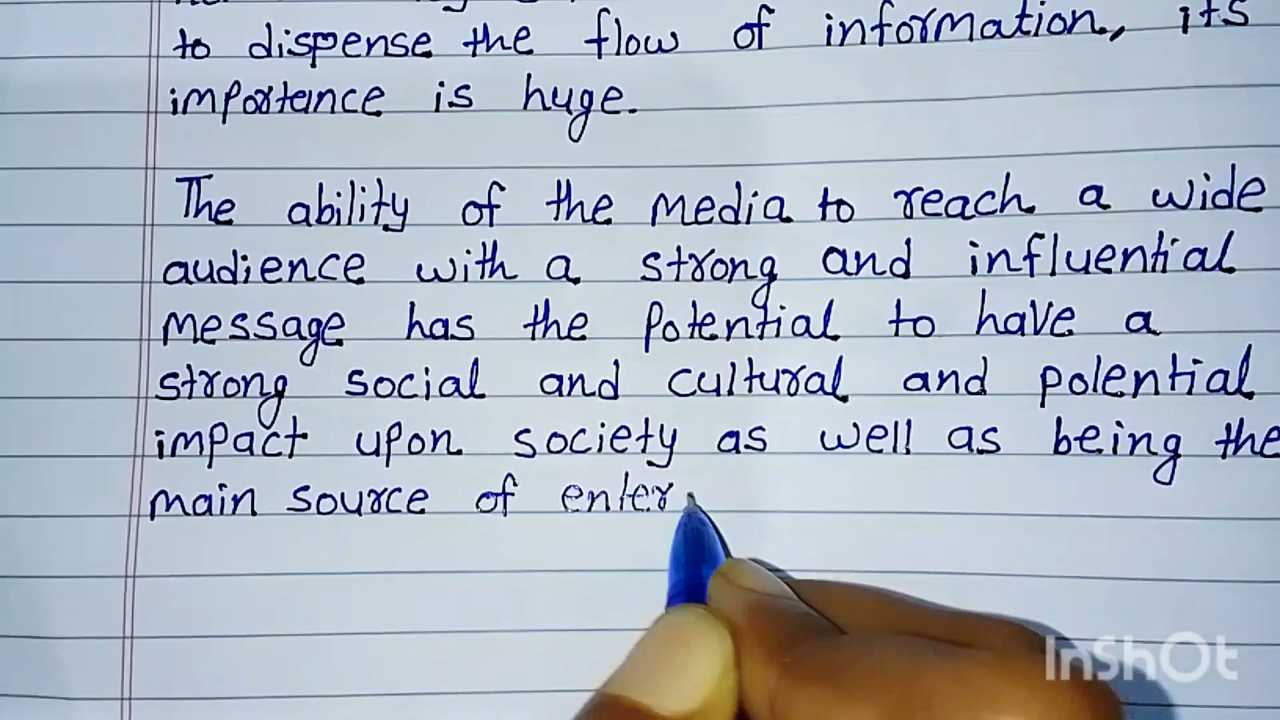 to dispense the flow of information, its
importance is huge.
The ability of the media to reach a wide
audience with a strong and influential
message has the potential to have a
strong social and cultural and polential
impact upon society as well as being the
main source of enter
InShOt